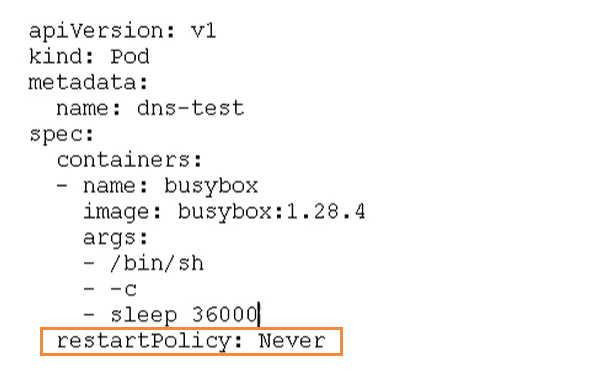 apiVersion: v1
kind: Pod
metadata:
  name: dns-test
spec:
  containers:
  - name: busybox
    image: busybox:1.28.4
    args:
    - /bin/sh
    - -c
    - sleep 36000
  restartPolicy: Never